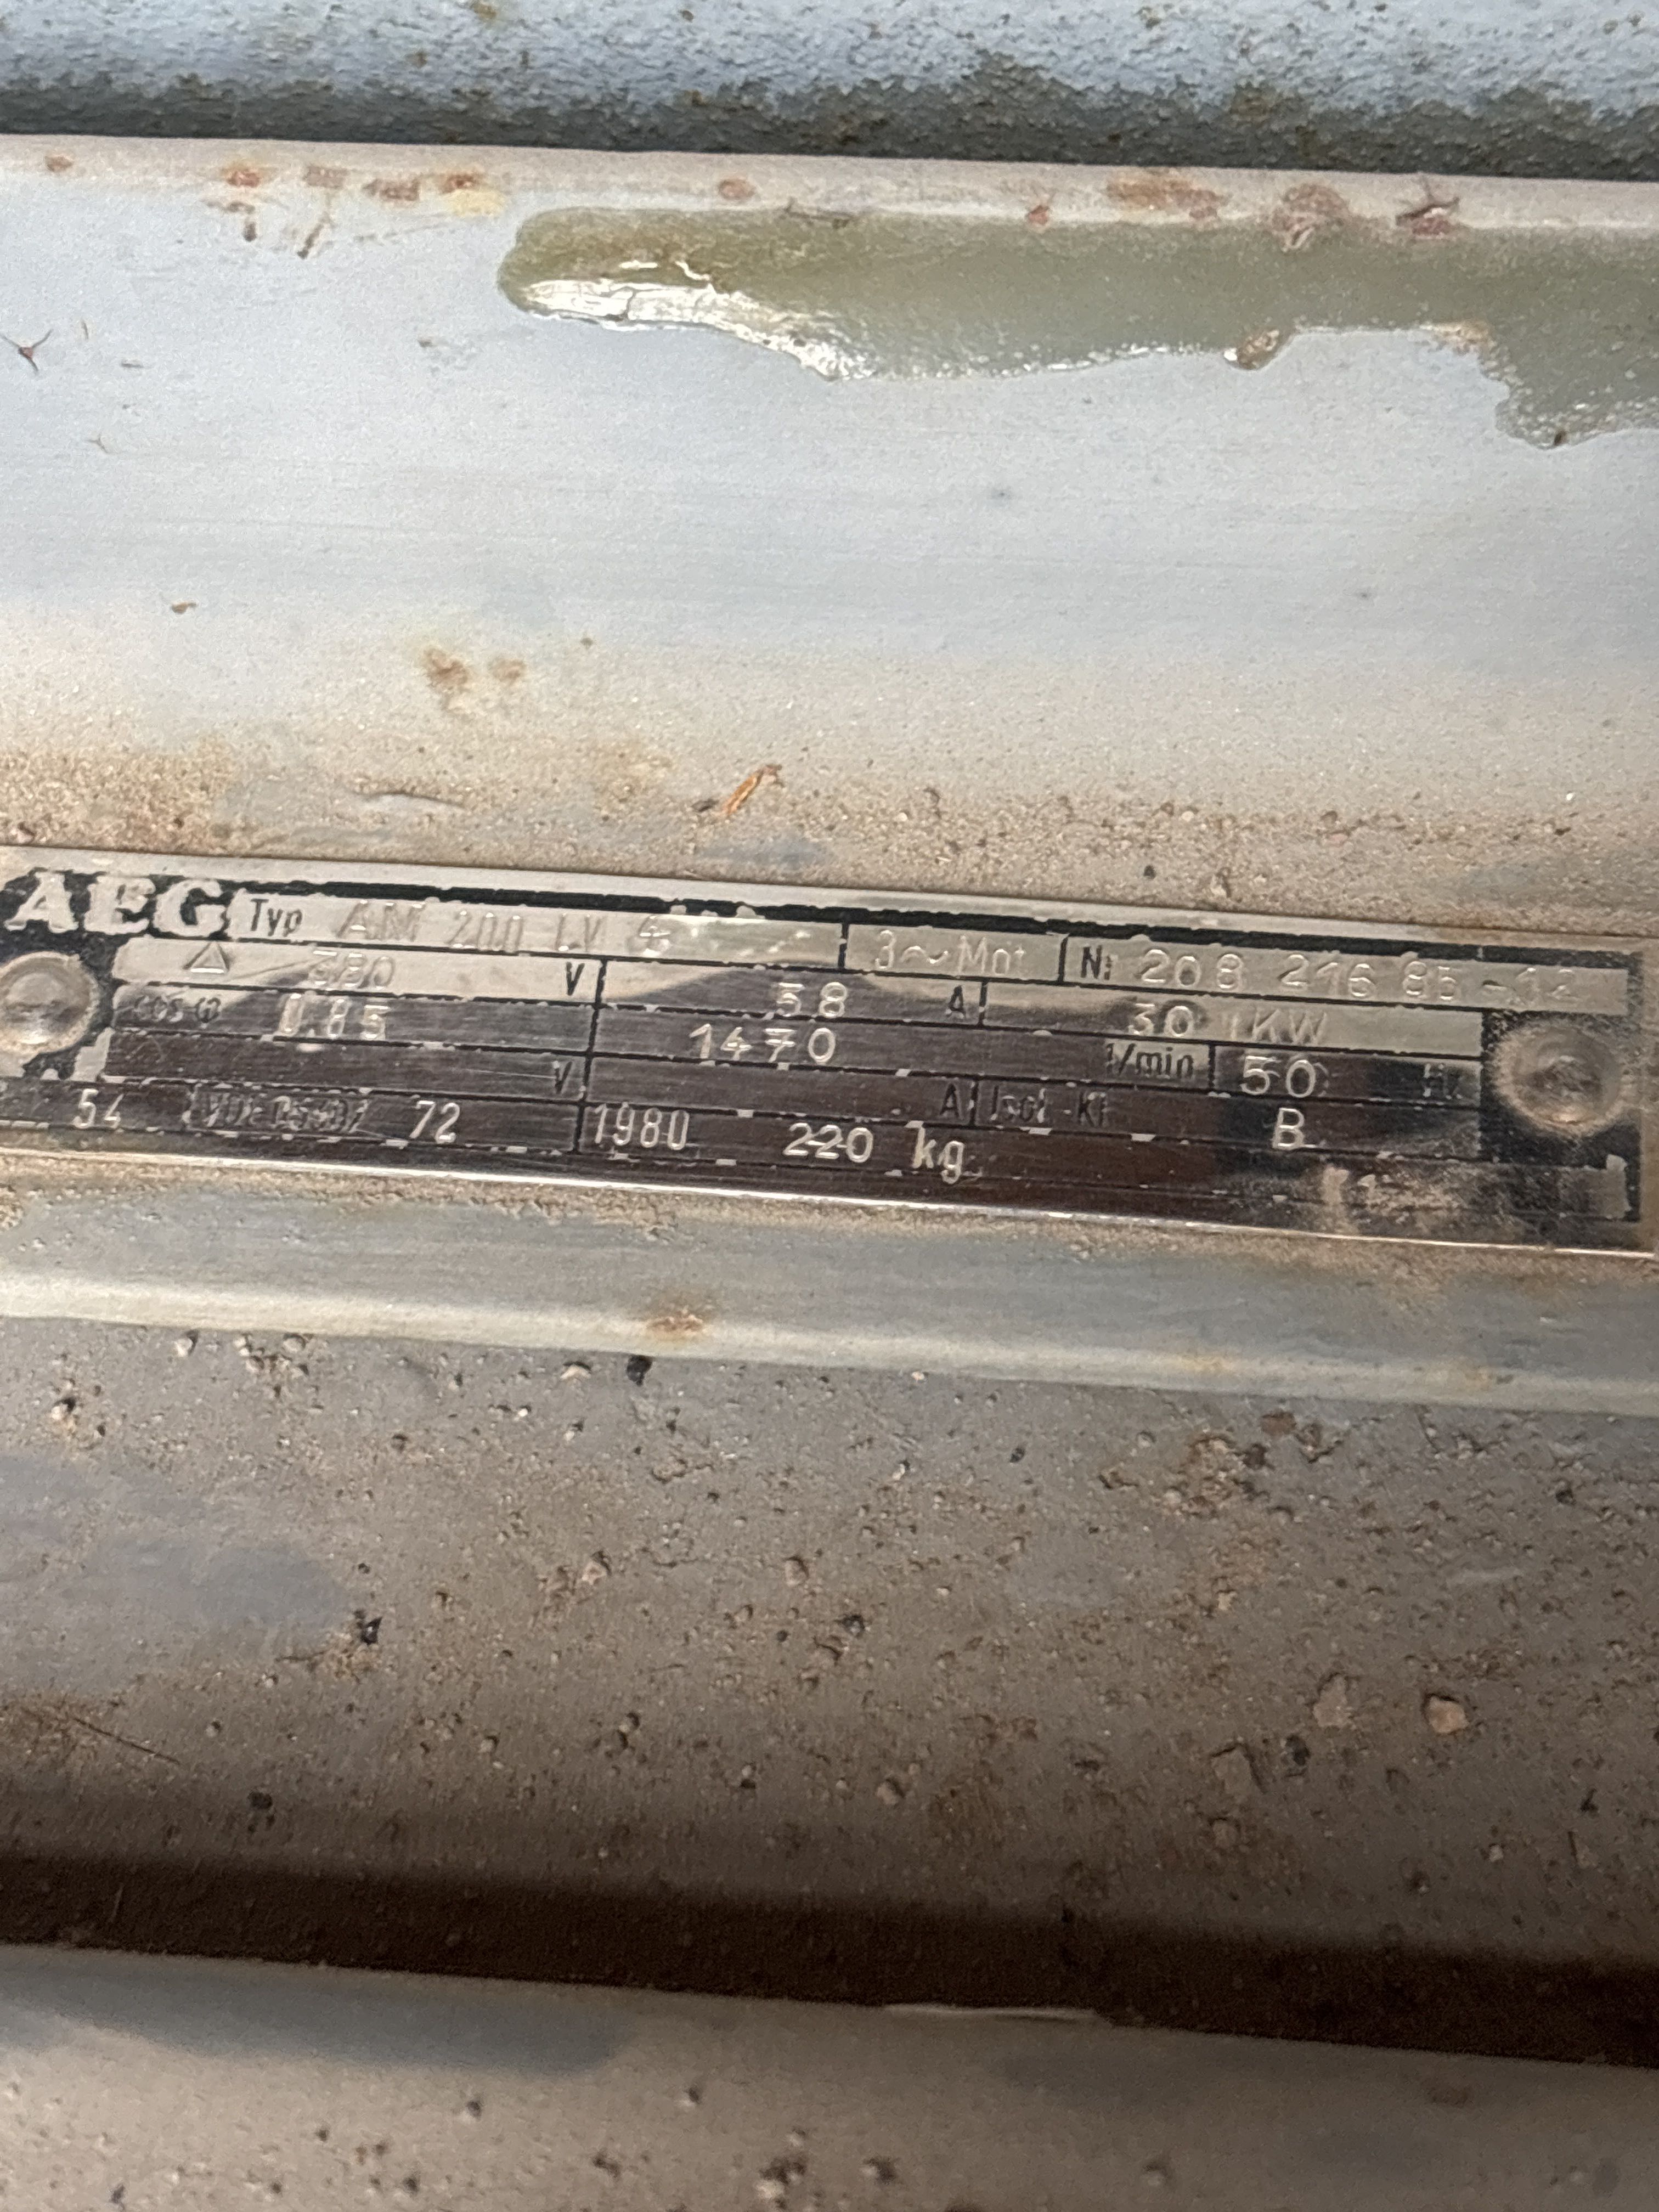 AEG Typ AM 200 LV 4 3~Mot Nr 208 216 85 -12
△ 380 V 58 A 30 KW
cos φ 0.85 1470 1/min 50 Hz
V A Isol.-Kl. B
54 VDE 0530/ 72 1980 220 kg